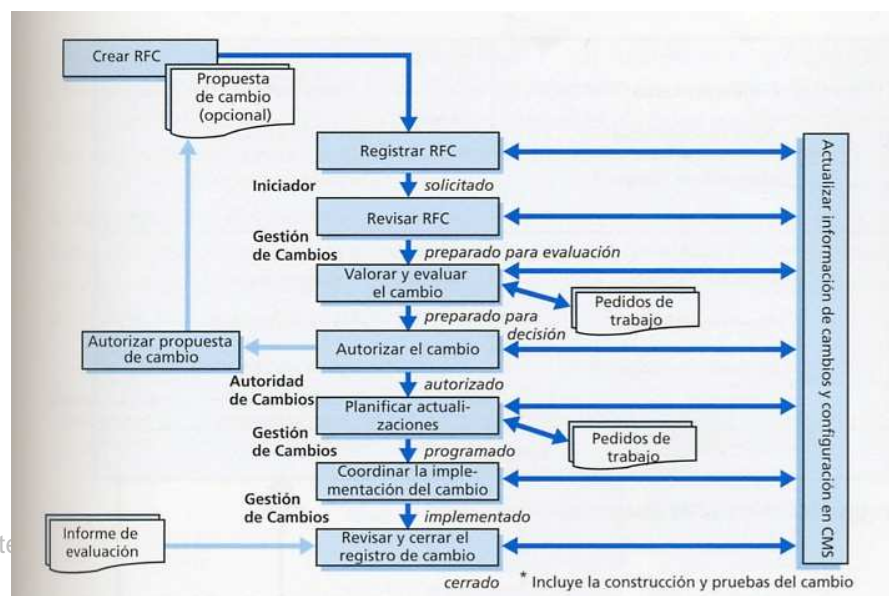 Crear RFC
Propuesta
de cambio
(opcional)
Registrar RFC
Iniciador
solicitado
Revisar RFC
Gestión
de Cambios
preparado para evaluación
Valorar y evaluar
el cambio
Pedidos de
trabajo
preparado para
decisión
Autorizar propuesta
de cambio
Autorizar el cambio
Autoridad
de Cambios
autorizado
Planificar actuali-
zaciones
Pedidos de
trabajo
Gestión
de Cambios
programado
Coordinar la imple-
mentación del cambio
Gestión
de Cambios
implementado
Informe de
evaluación
Revisar y cerrar el
registro de cambio
cerrado
* Incluye la construcción y pruebas del cambio
Actualizar información de cambios y configuración en CMS